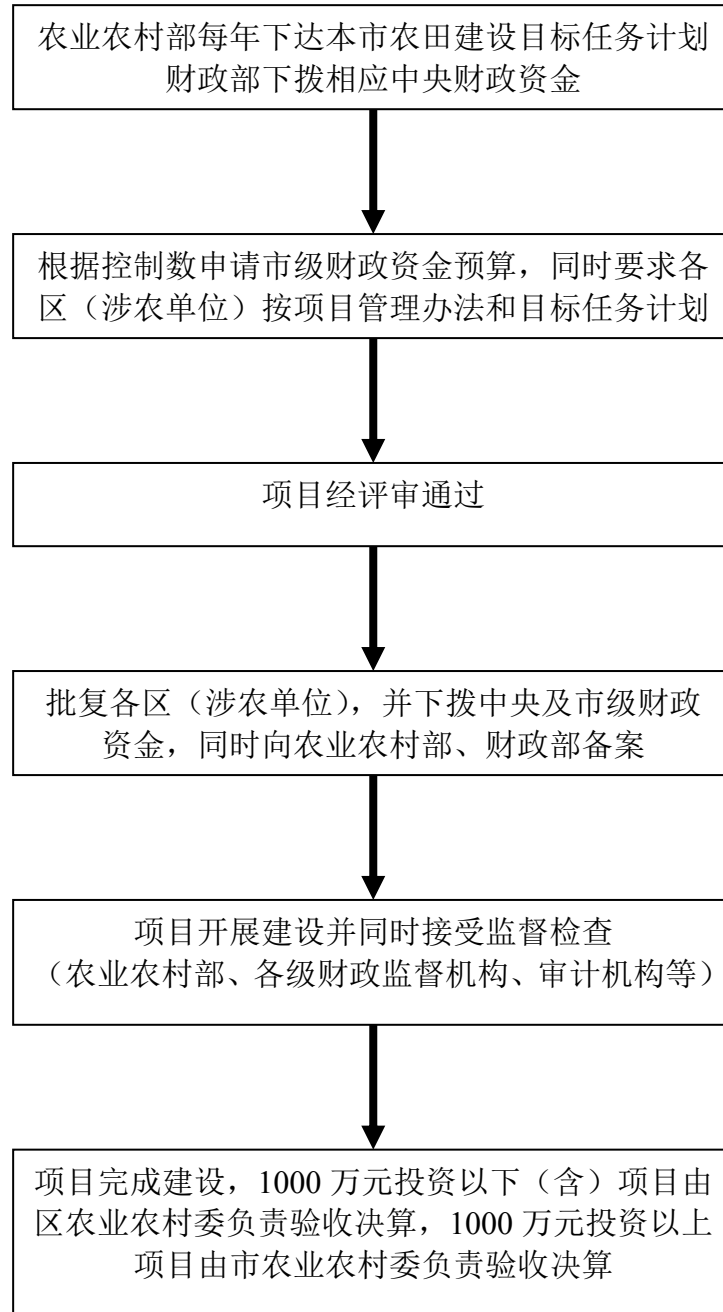 农业农村部每年下达本市农田建设目标任务计划
财政部下拨相应中央财政资金
根据控制数申请市级财政资金预算，同时要求各
区（涉农单位）按项目管理办法和目标任务计划
项目经评审通过
批复各区（涉农单位），并下拨中央及市级财政
资金，同时向农业农村部、财政部备案
项目开展建设并同时接受监督检查
（农业农村部、各级财政监督机构、审计机构等）
项目完成建设，1000 万元投资以下（含）项目由
区农业农村委负责验收决算，1000 万元投资以上
项目由市农业农村委负责验收决算